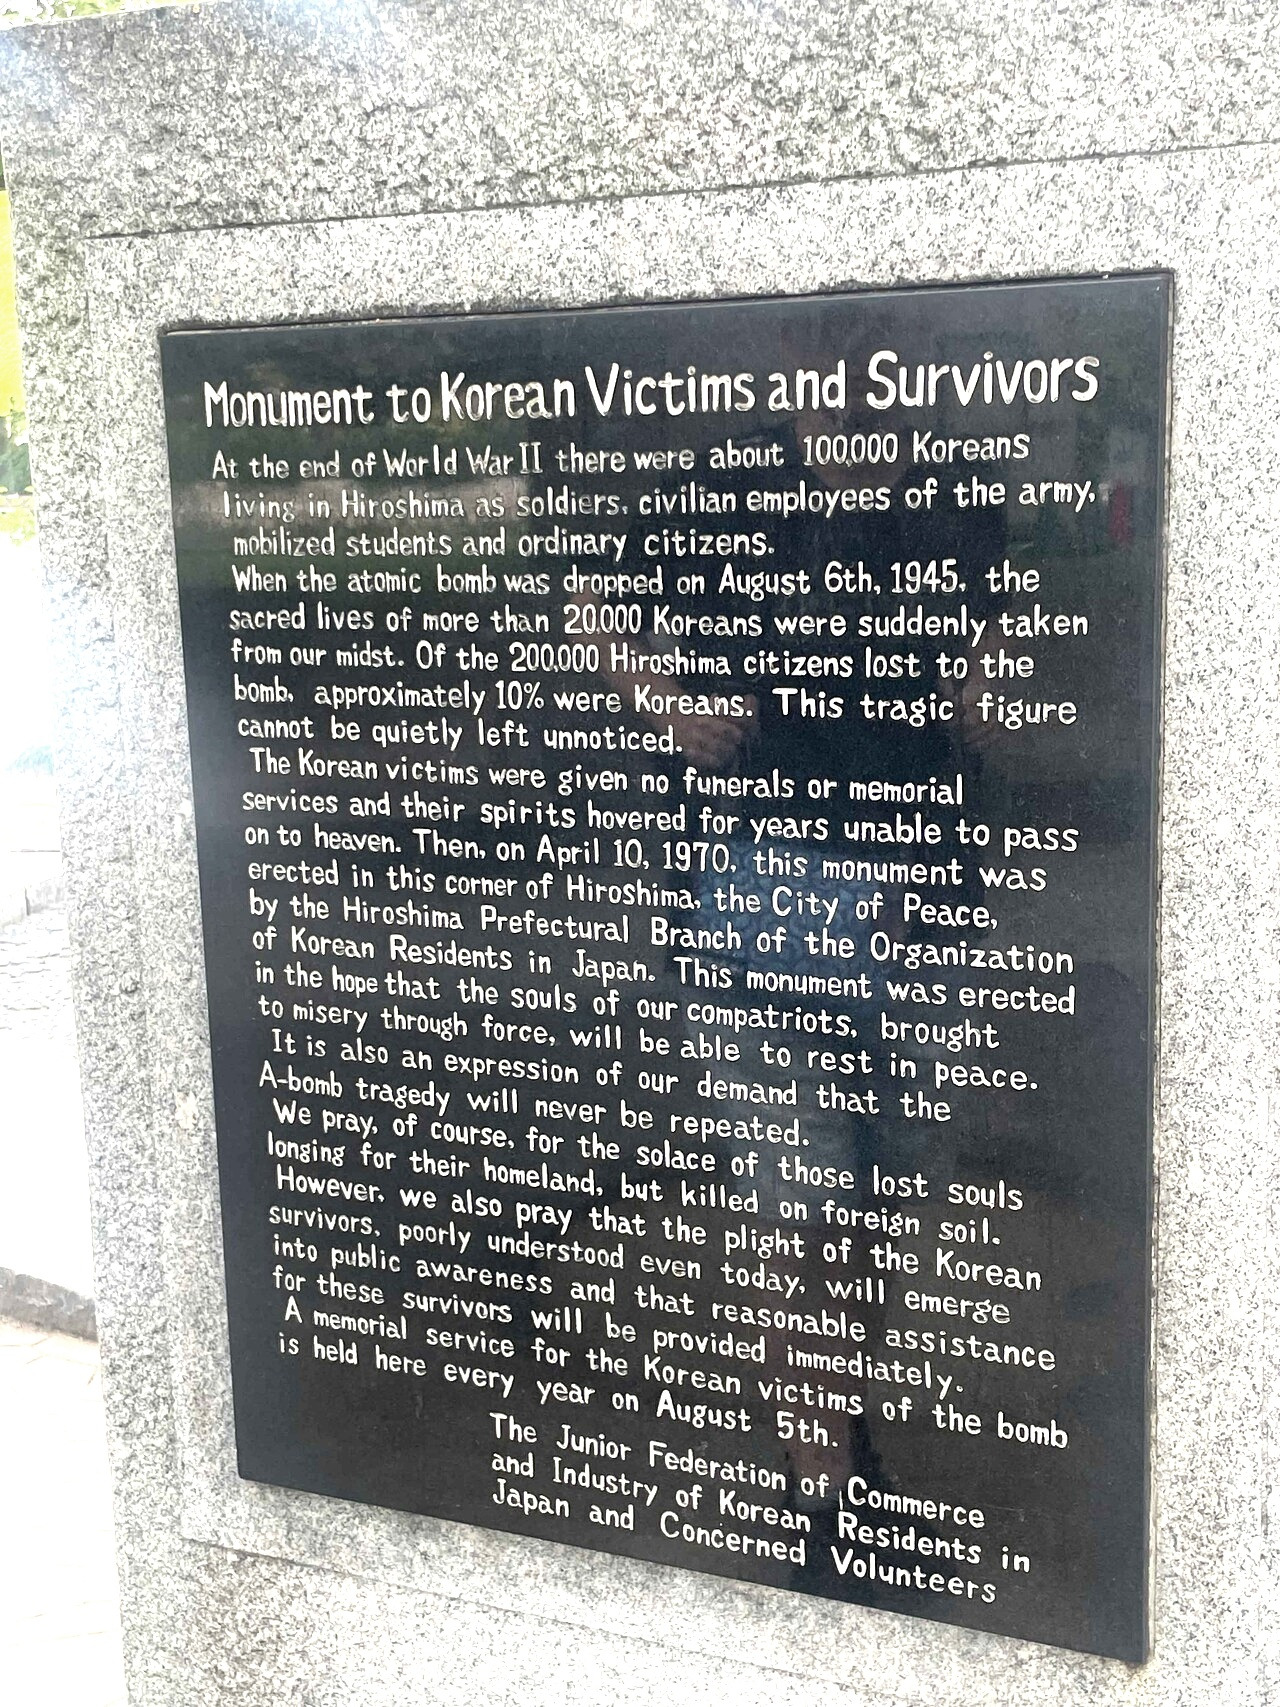 Monument to Korean Victims and Survivors
At the end of World War II there were about 100,000 Koreans
living in Hiroshima as soldiers, civilian employees of the army,
mobilized students and ordinary citizens.
When the atomic bomb was dropped on August 6th, 1945, the
sacred lives of more than 20,000 Koreans were suddenly taken
from our midst. Of the 200,000 Hiroshima citizens lost to the
bomb, approximately 10% were Koreans. This tragic figure
cannot be quietly left unnoticed.
The Korean victims were given no funerals or memorial
services and their spirits hovered for years unable to pass
on to heaven. Then, on April 10, 1970, this monument was
erected in this corner of Hiroshima, the City of Peace,
by the Hiroshima Prefectural Branch of the Organization
of Korean Residents in Japan. This monument was erected
in the hope that the souls of our compatriots, brought
to misery through force, will be able to rest in peace.
It is also an expression of our demand that the
A-bomb tragedy will never be repeated.
We pray, of course, for the solace of those lost souls
longing for their homeland, but killed on foreign soil.
However, we also pray that the plight of the Korean
survivors, poorly understood even today, will emerge
into public awareness and that reasonable assistance
for these survivors will be provided immediately.
A memorial service for the Korean victims of the bomb
is held here every year on August 5th.
The Junior Federation of Commerce
and Industry of Korean Residents in
Japan and Concerned Volunteers